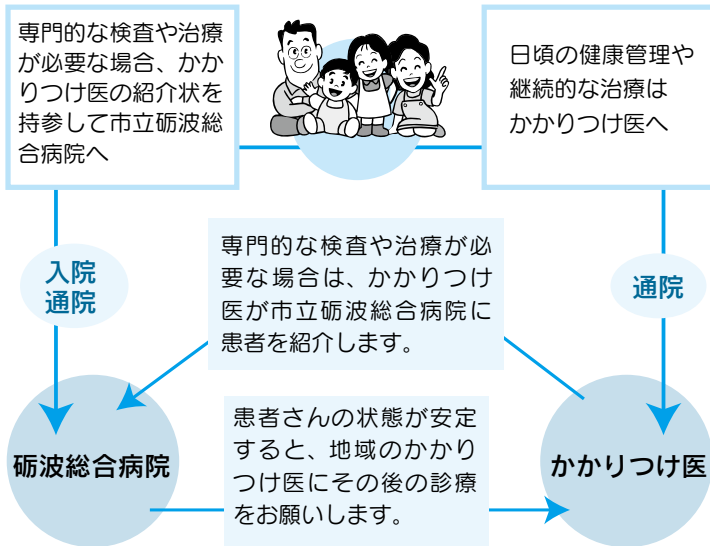 専門的な検査や治療
が必要な場合、かか
りつけ医の紹介状を
持参して市立砺波総
合病院へ
日頃の健康管理や
継続的な治療は
かかりつけ医へ
入院
通院
専門的な検査や治療が必
要な場合は、かかりつけ
医が市立砺波総合病院に
患者を紹介します。
通院
砺波総合病院
患者さんの状態が安定
すると、地域のかかり
つけ医にその後の診療
をお願いします。
かかりつけ医